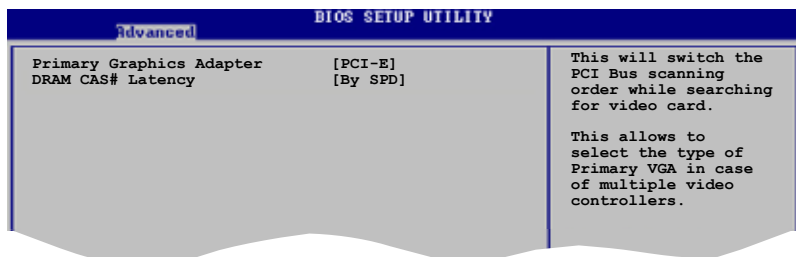 BIOS SETUP UTILITY
Advanced
Primary Graphics Adapter [PCI-E]
DRAM CAS# Latency [By SPD]
This will switch the
PCI Bus scanning
order while searching
for video card.
This allows to
select the type of
Primary VGA in case
of multiple video
controllers.